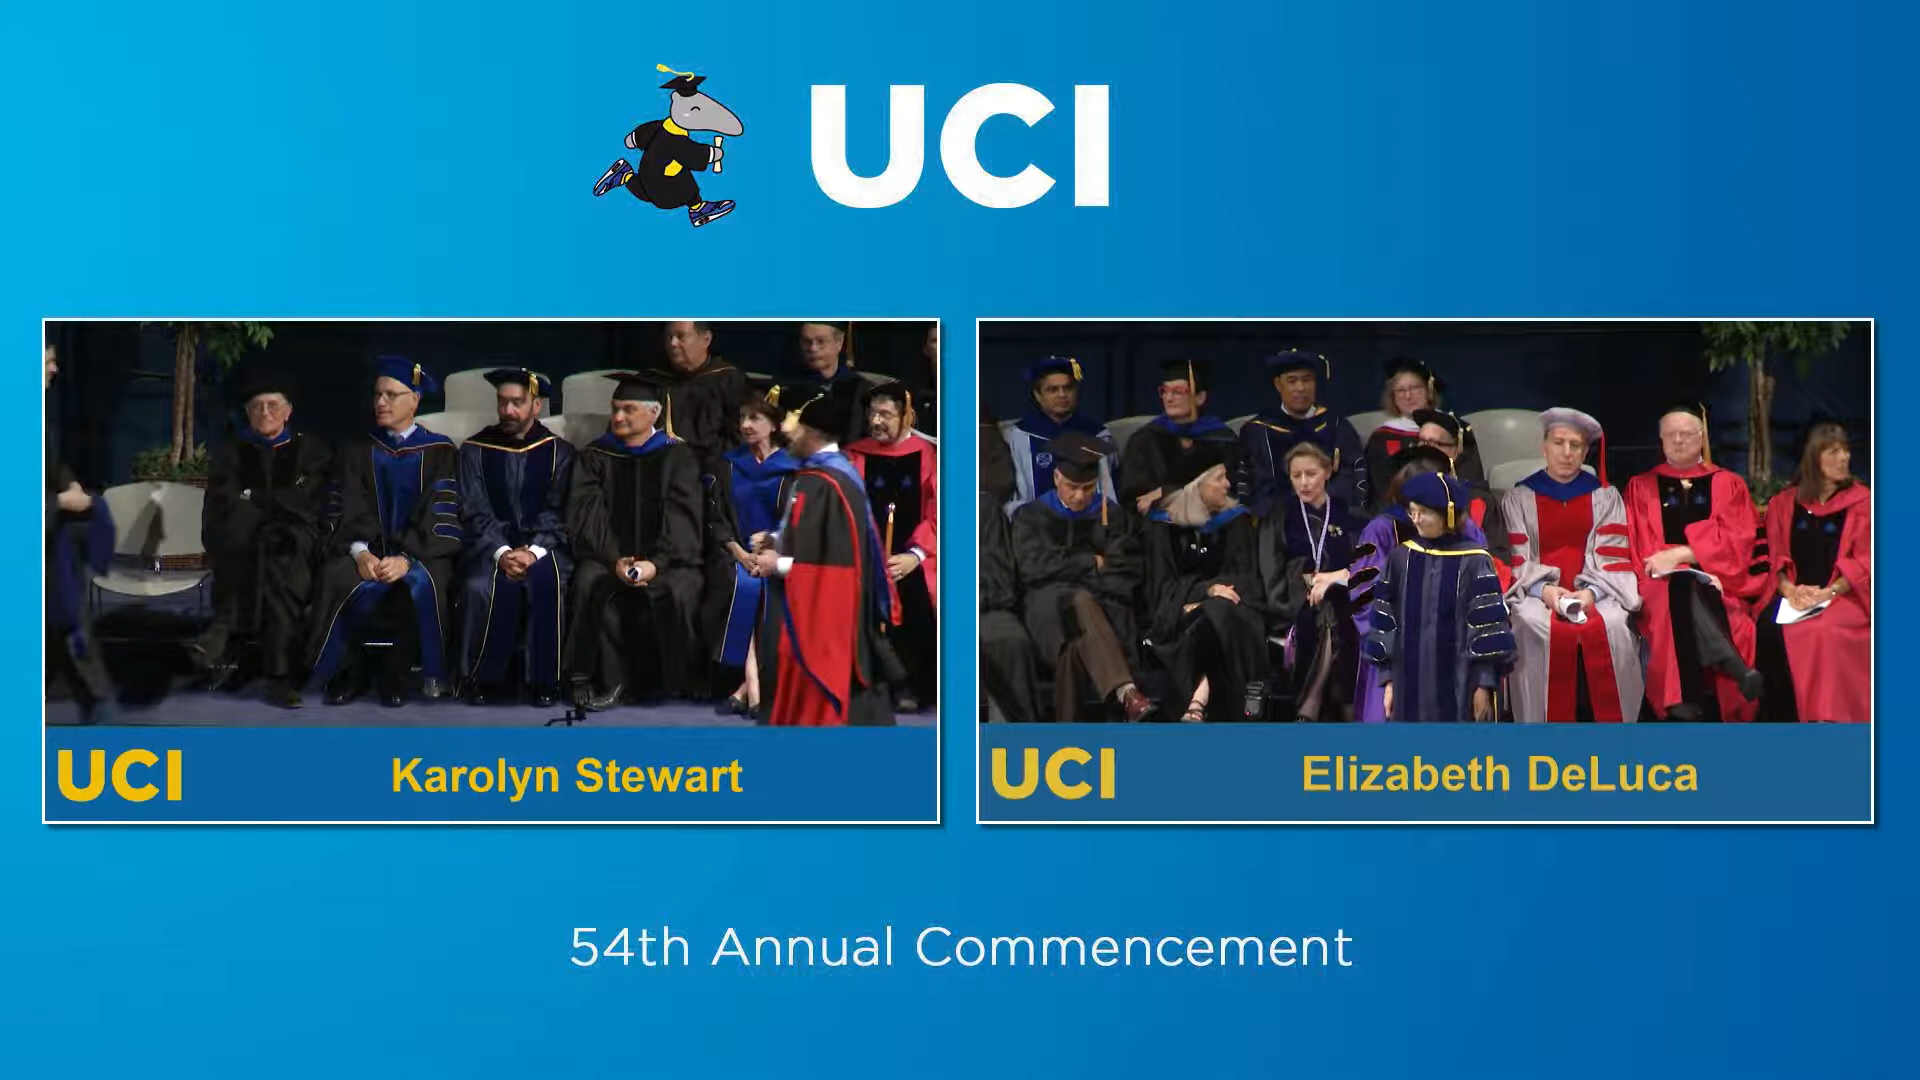 UCI
UCI
Karolyn Stewart
UCI
Elizabeth DeLuca
54th Annual Commencement